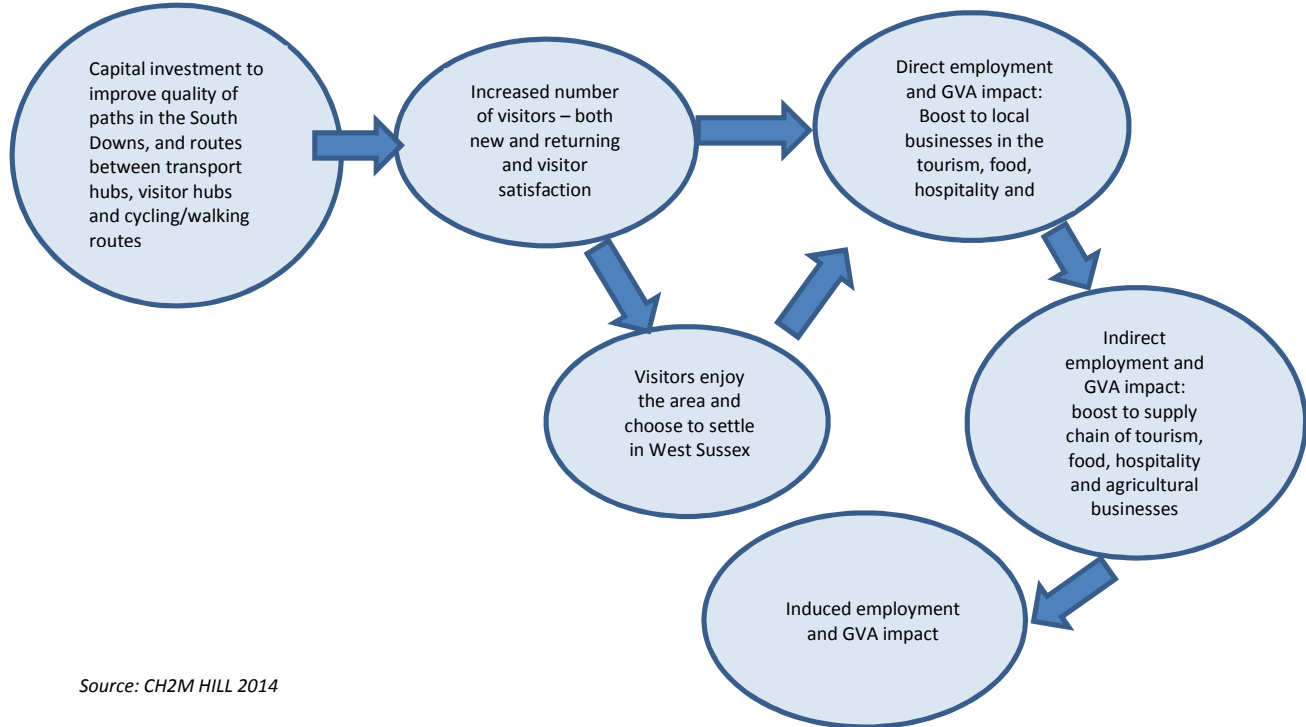 Capital investment to
improve quality of
paths in the South
Downs, and routes
between transport
hubs, visitor hubs
and cycling/walking
routes
Increased number
of visitors – both
new and returning
and visitor
satisfaction
Direct employment
and GVA impact:
Boost to local
businesses in the
tourism, food,
hospitality and
Visitors enjoy
the area and
choose to settle
in West Sussex
Indirect
employment and
GVA impact:
boost to supply
chain of tourism,
food, hospitality
and agricultural
businesses
Induced employment
and GVA impact
Source: CH2M HILL 2014